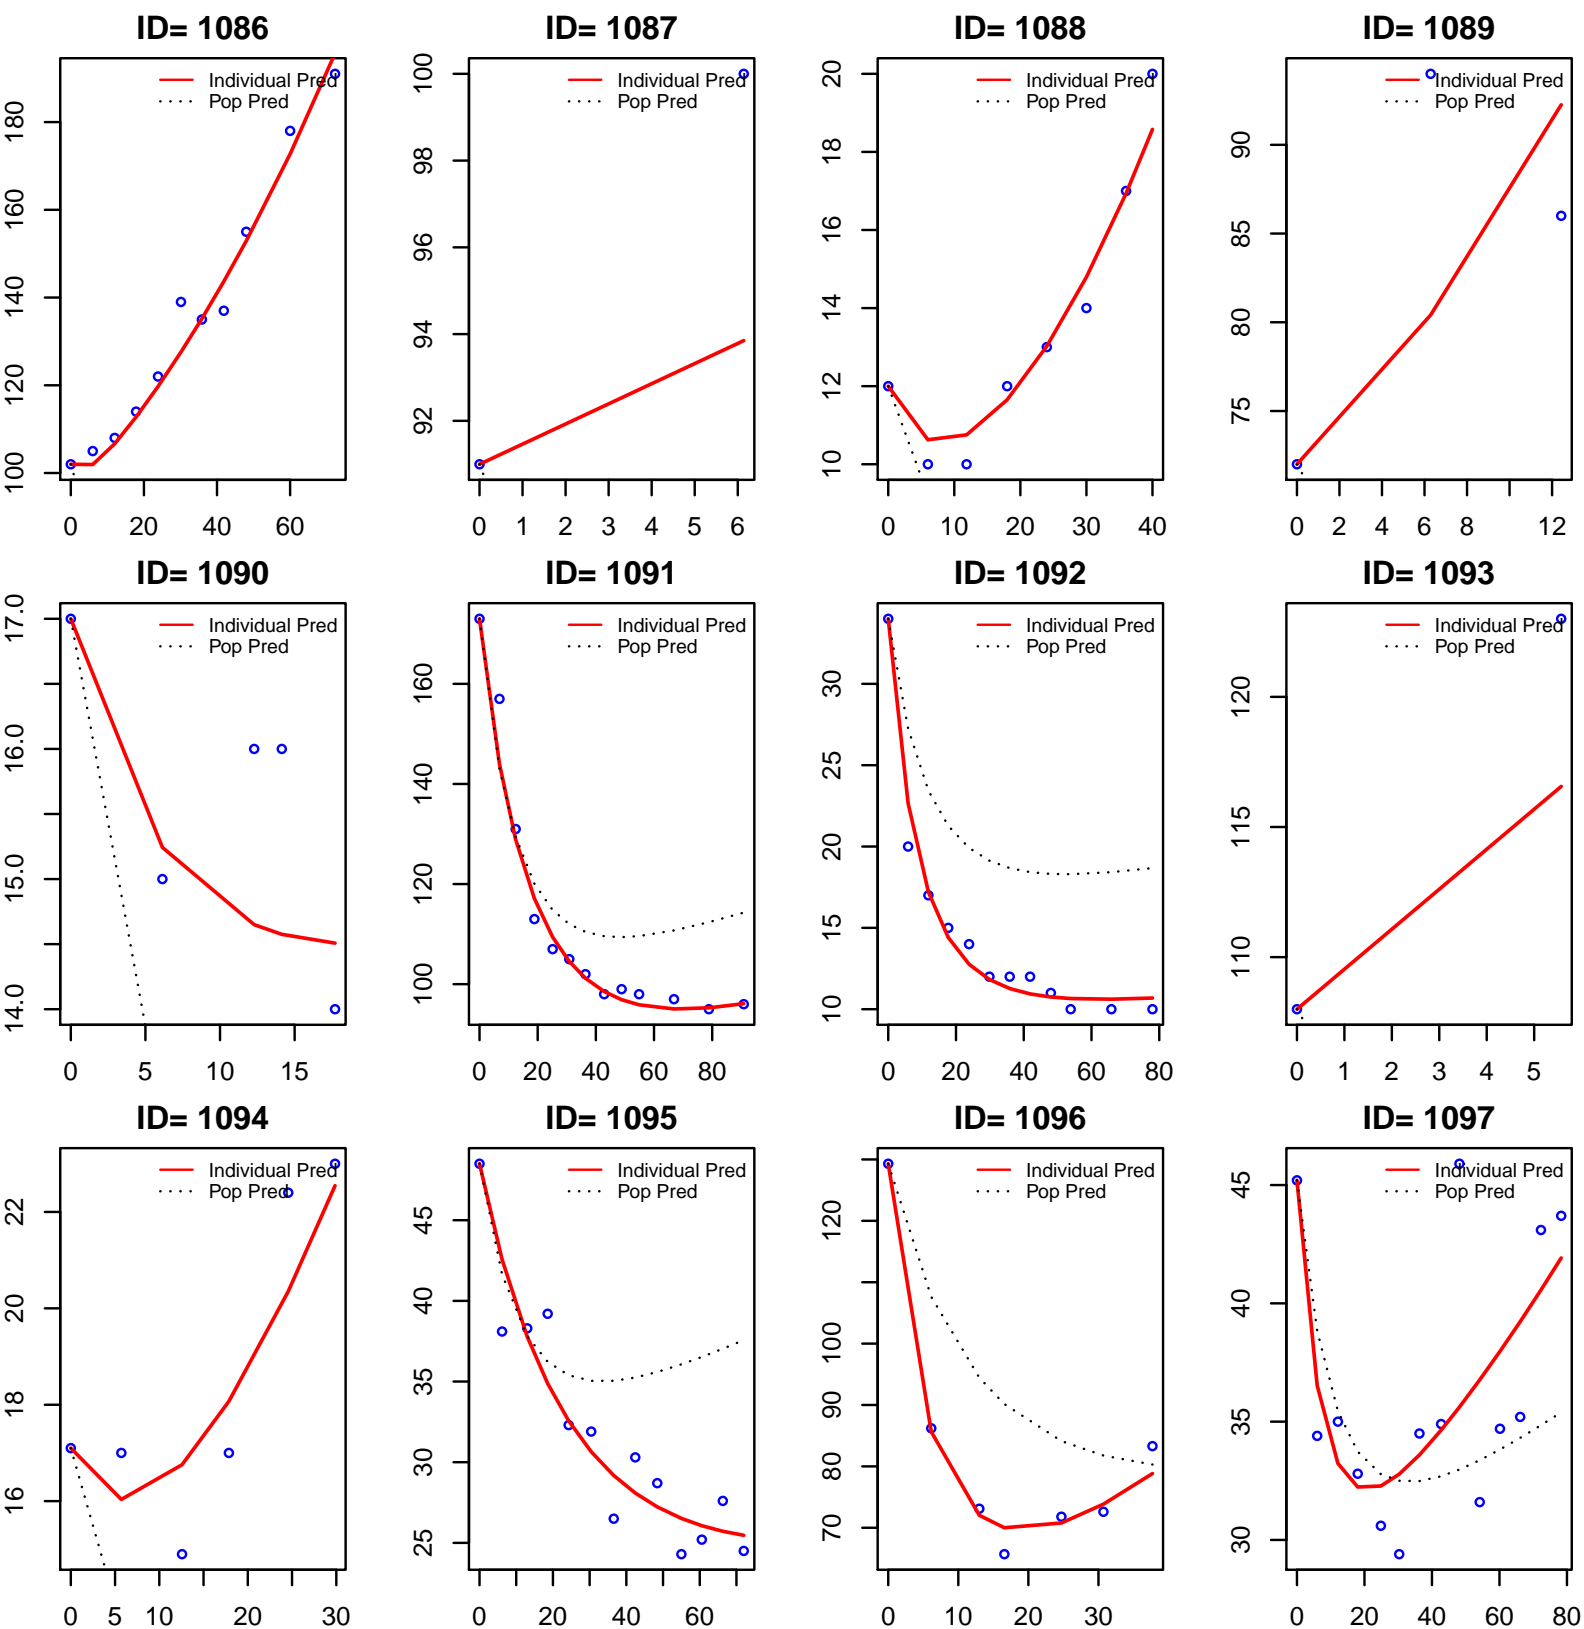 ID= 1086
Individual Pred
Pop Pred
100 120 140 160 180
0 20 40 60
ID= 1087
Individual Pred
Pop Pred
92 94 96 98 100
0 1 2 3 4 5 6
ID= 1088
Individual Pred
Pop Pred
10 12 14 16 18 20
0 10 20 30 40
ID= 1089
Individual Pred
Pop Pred
75 80 85 90
0 2 4 6 8 12
ID= 1090
Individual Pred
Pop Pred
14.0 15.0 16.0 17.0
0 5 10 15
ID= 1091
Individual Pred
Pop Pred
100 120 140 160
0 20 40 60 80
ID= 1092
Individual Pred
Pop Pred
10 15 20 25 30
0 20 40 60 80
ID= 1093
Individual Pred
Pop Pred
110 115 120
0 1 2 3 4 5
ID= 1094
Individual Pred
Pop Pred
16 18 20 22
0 5 10 20 30
ID= 1095
Individual Pred
Pop Pred
25 30 35 40 45
0 20 40 60
ID= 1096
Individual Pred
Pop Pred
70 80 90 100 120
0 10 20 30
ID= 1097
Individual Pred
Pop Pred
30 35 40 45
0 20 40 60 80